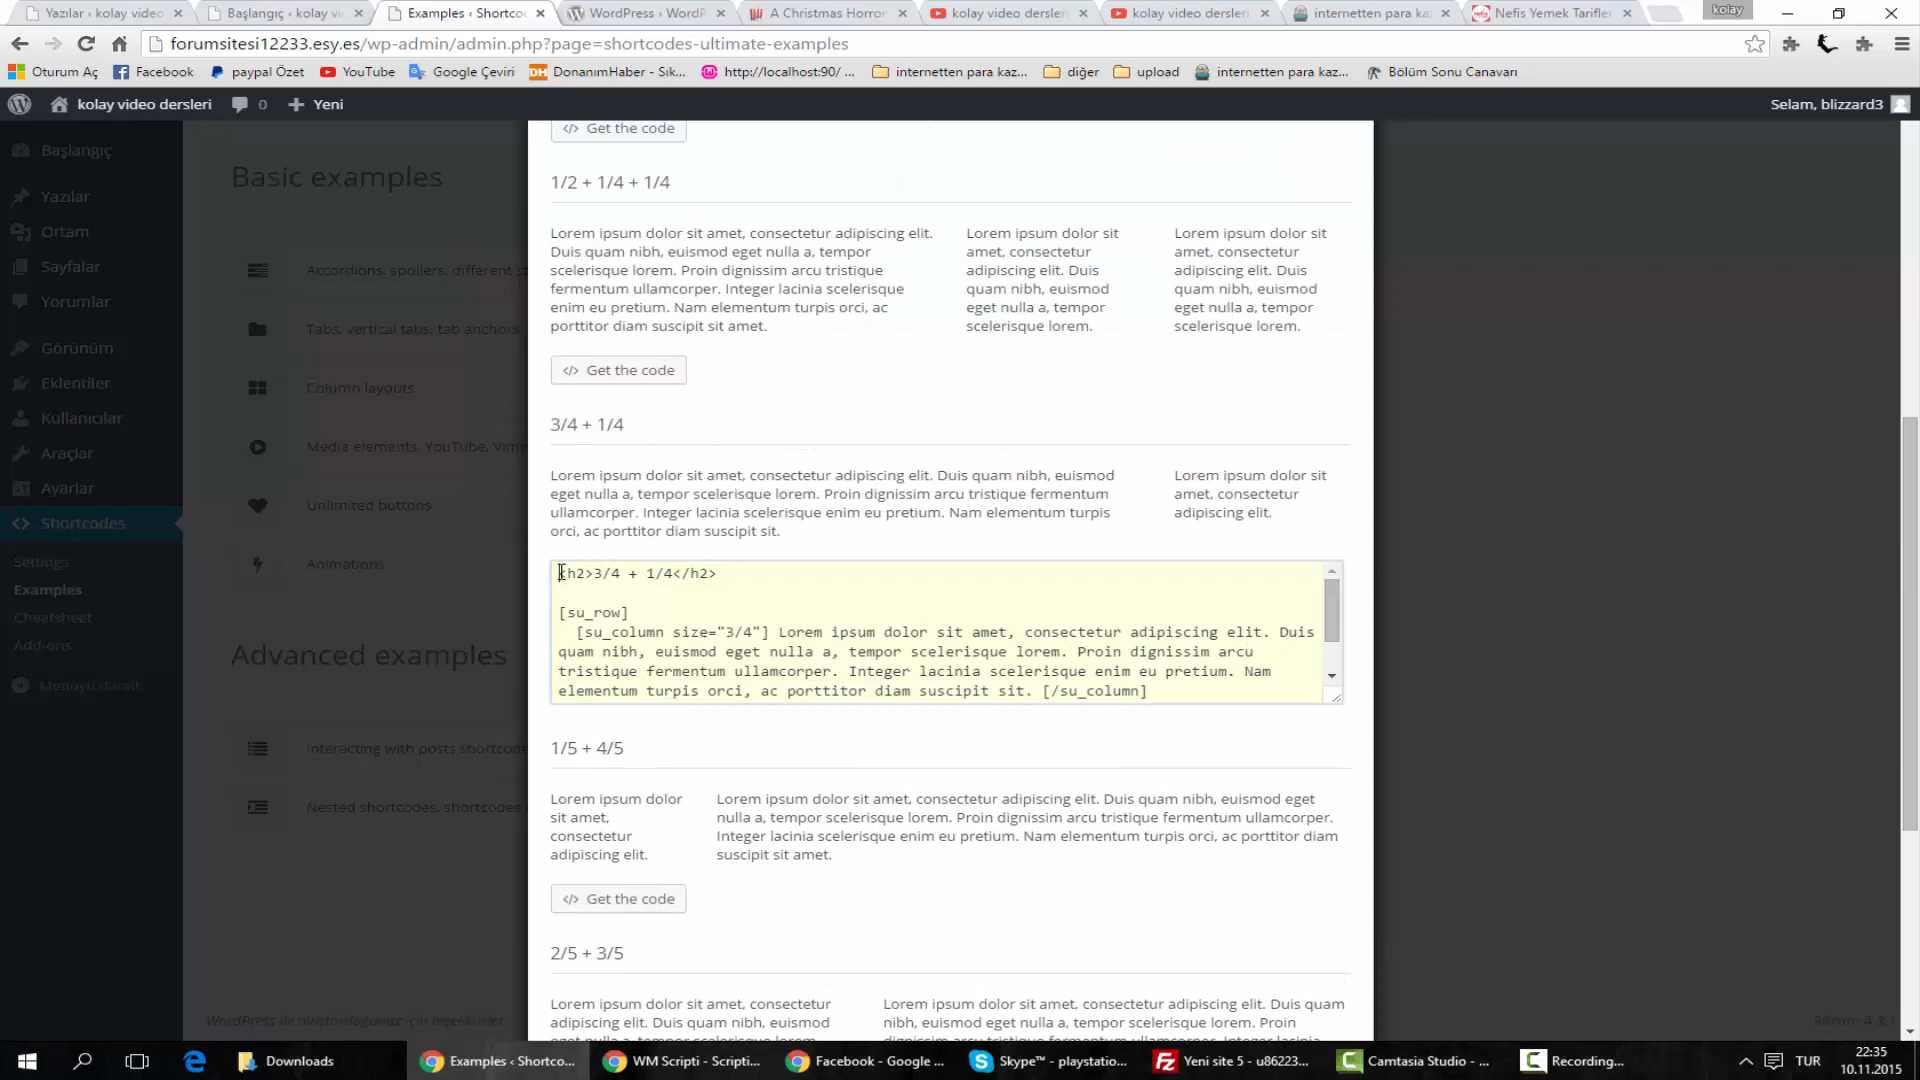 Yazılar ‹ kolay video
Başlangıç ‹ kolay vi
Examples ‹ Shortco
WordPress › WordP
A Christmas Horror
kolay video dersleri
kolay video dersleri
internetten para ka
Nefis Yemek Tarifler
kolay
forumsitesi12233.esy.es/wp-admin/admin.php?page=shortcodes-ultimate-examples
Oturum Aç
Facebook
paypal Özet
YouTube
Google Çeviri
DonanımHaber - Sık...
http://localhost:90/ ...
internetten para kaz...
diğer
upload
internetten para kaz...
Bölüm Sonu Canavarı
kolay video dersleri
0
Yeni
Selam, blizzard3
Başlangıç
Yazılar
Ortam
Sayfalar
Yorumlar
Görünüm
Eklentiler
Kullanıcılar
Araçlar
Ayarlar
Shortcodes
Settings
Examples
Cheatsheet
Add-ons
Menüyü daralt
Basic examples
Accordions, spoilers, different st
Tabs, vertical tabs, tab anchors
Column layouts
Media elements, YouTube, Vime
Unlimited buttons
Animations
Advanced examples
Interacting with posts shortcode
Nested shortcodes, shortcodes
WordPress ile oluşturduğunuz için teşekkürler
Sürüm 4.3.1
</> Get the code
1/2 + 1/4 + 1/4
Lorem ipsum dolor sit amet, consectetur adipiscing elit.
Duis quam nibh, euismod eget nulla a, tempor
scelerisque lorem. Proin dignissim arcu tristique
fermentum ullamcorper. Integer lacinia scelerisque
enim eu pretium. Nam elementum turpis orci, ac
porttitor diam suscipit sit amet.
Lorem ipsum dolor sit
amet, consectetur
adipiscing elit. Duis
quam nibh, euismod
eget nulla a, tempor
scelerisque lorem.
Lorem ipsum dolor sit
amet, consectetur
adipiscing elit. Duis
quam nibh, euismod
eget nulla a, tempor
scelerisque lorem.
</> Get the code
3/4 + 1/4
Lorem ipsum dolor sit amet, consectetur adipiscing elit. Duis quam nibh, euismod
eget nulla a, tempor scelerisque lorem. Proin dignissim arcu tristique fermentum
ullamcorper. Integer lacinia scelerisque enim eu pretium. Nam elementum turpis
orci, ac porttitor diam suscipit sit.
Lorem ipsum dolor sit
amet, consectetur
adipiscing elit.
<h2>3/4 + 1/4</h2>
[su_row]
[su_column size="3/4"] Lorem ipsum dolor sit amet, consectetur adipiscing elit. Duis
quam nibh, euismod eget nulla a, tempor scelerisque lorem. Proin dignissim arcu
tristique fermentum ullamcorper. Integer lacinia scelerisque enim eu pretium. Nam
elementum turpis orci, ac porttitor diam suscipit sit. [/su_column]
1/5 + 4/5
Lorem ipsum dolor
sit amet,
consectetur
adipiscing elit.
Lorem ipsum dolor sit amet, consectetur adipiscing elit. Duis quam nibh, euismod eget
nulla a, tempor scelerisque lorem. Proin dignissim arcu tristique fermentum ullamcorper.
Integer lacinia scelerisque enim eu pretium. Nam elementum turpis orci, ac porttitor diam
suscipit sit amet.
</> Get the code
2/5 + 3/5
Lorem ipsum dolor sit amet, consectetur
adipiscing elit. Duis quam nibh, euismod
Lorem ipsum dolor sit amet, consectetur adipiscing elit. Duis quam
nibh, euismod eget nulla a, tempor scelerisque lorem. Proin
Downloads
Examples ‹ Shortco...
WM Scripti - Scripti...
Facebook - Google ...
Skype™ - playstatio...
Yeni site 5 - u86223...
Camtasia Studio - ...
Recording...
TUR
22:35
10.11.2015